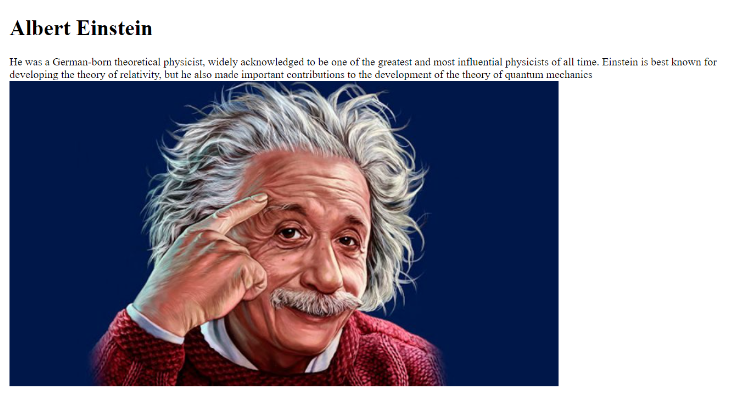 Albert Einstein
He was a German-born theoretical physicist, widely acknowledged to be one of the greatest and most influential physicists of all time. Einstein is best known for
developing the theory of relativity, but he also made important contributions to the development of the theory of quantum mechanics